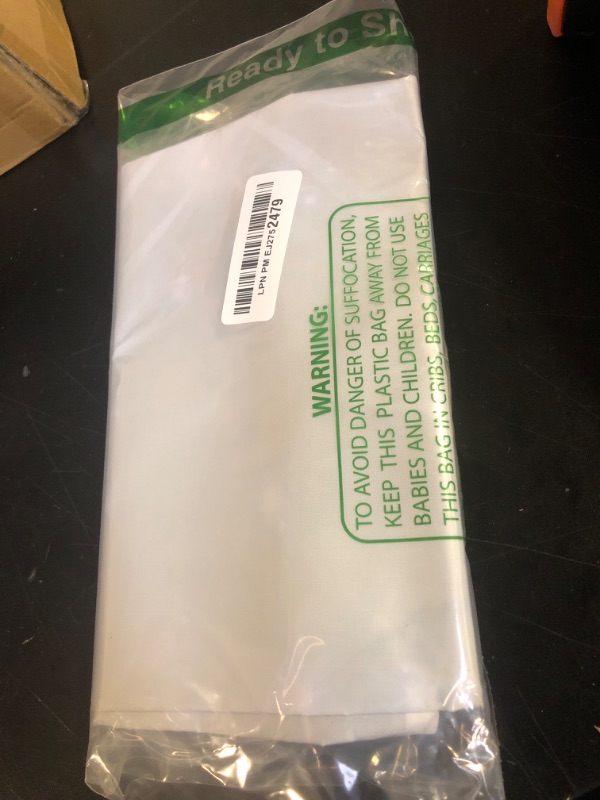 Ready to Sh
LPN PM EJ2752479
WARNING:
TO AVOID DANGER OF SUFFOCATION,
KEEP THIS PLASTIC BAG AWAY FROM
BABIES AND CHILDREN. DO NOT USE
THIS BAG IN CRIBS, BEDS, CARRIAGES